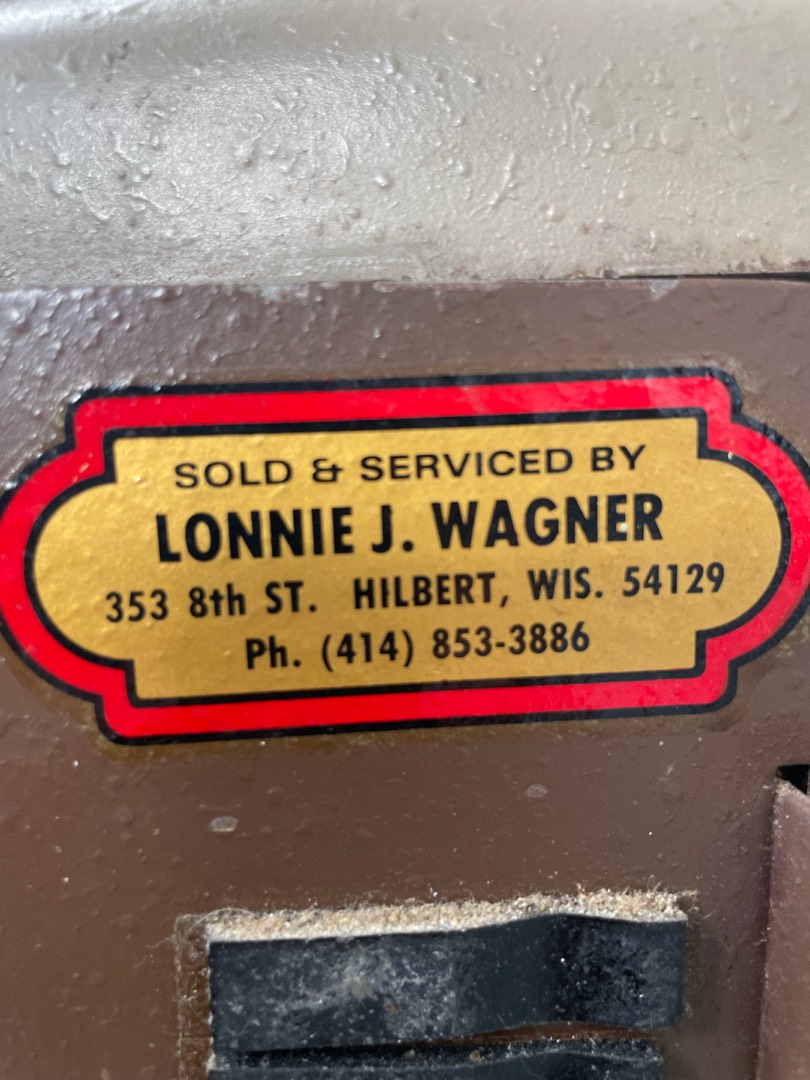 SOLD & SERVICED BY
LONNIE J. WAGNER
353 8th ST. HILBERT, WIS. 54129
Ph. (414) 853-3886